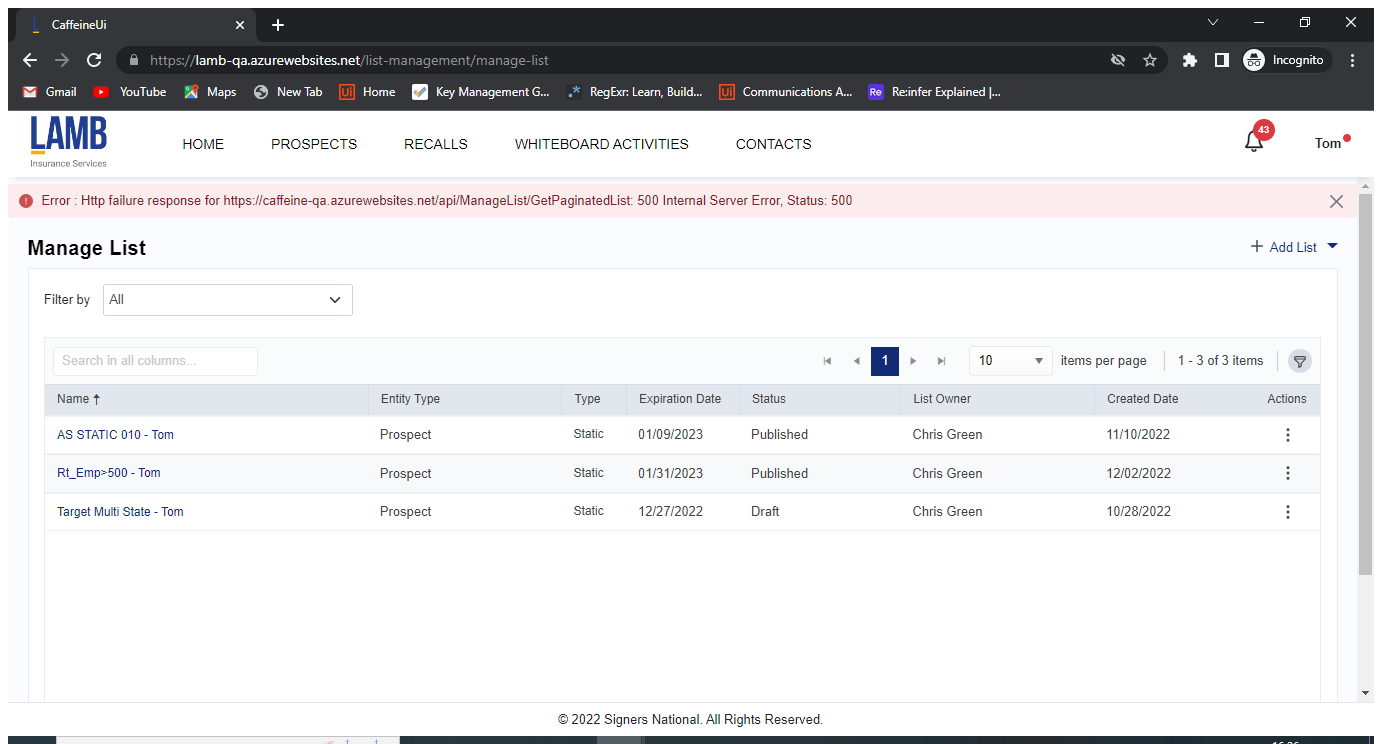 CaffeineUi
https://lamb-qa.azurewebsites.net/list-management/manage-list
Incognito
Gmail YouTube Maps New Tab Ui Home Key Management G... .* RegExr: Learn, Build... Ui Communications A... Re Re:infer Explained |...
LAMB
Insurance Services
HOME PROSPECTS RECALLS WHITEBOARD ACTIVITIES CONTACTS
43
Tom
Error : Http failure response for https://caffeine-qa.azurewebsites.net/api/ManageList/GetPaginatedList: 500 Internal Server Error, Status: 500
Manage List
Add List
Filter by All
Search in all columns...
1 10 items per page 1 - 3 of 3 items
Name Entity Type Type Expiration Date Status List Owner Created Date Actions
AS STATIC 010 - Tom Prospect Static 01/09/2023 Published Chris Green 11/10/2022
Rt_Emp>500 - Tom Prospect Static 01/31/2023 Published Chris Green 12/02/2022
Target Multi State - Tom Prospect Static 12/27/2022 Draft Chris Green 10/28/2022
© 2022 Signers National. All Rights Reserved.